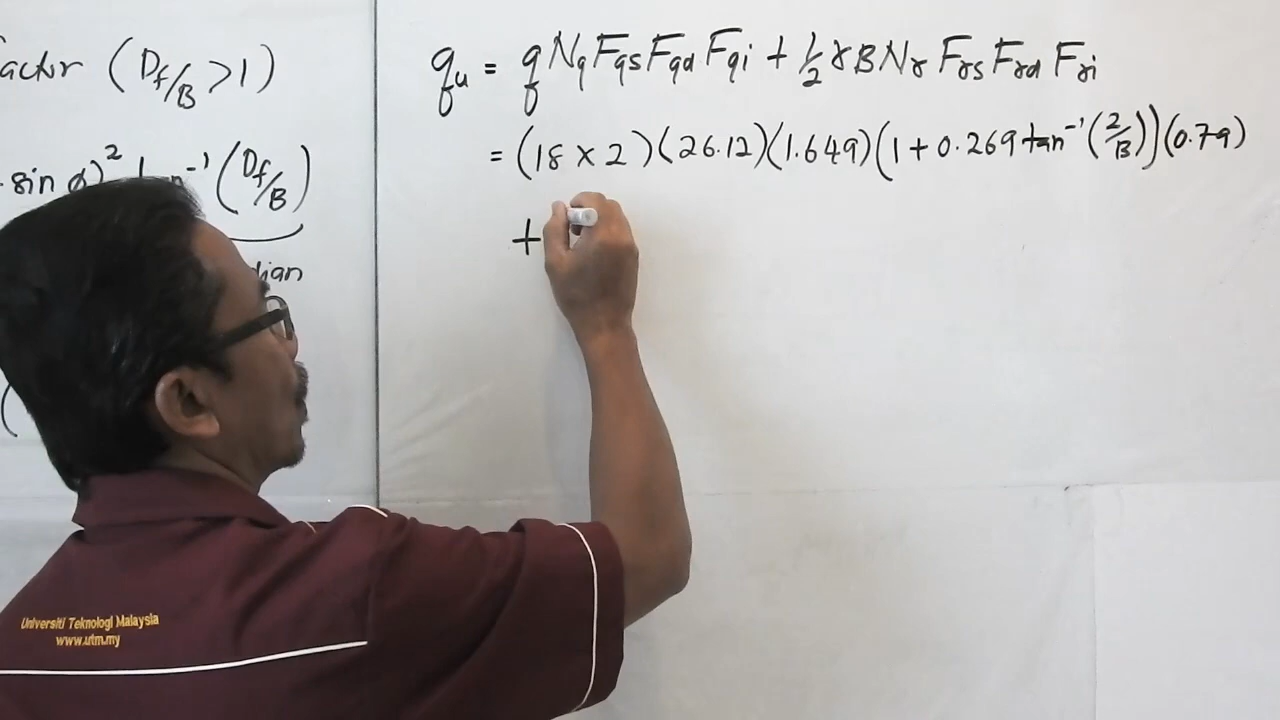 actor (Df/B > 1)
sin φ)² tan⁻¹ (Df/B)
dian
(
qu = q Nq Fqs Fqd Fqi + 1/2 γ B Nγ Fγs Fγd Fγi
= (18 × 2)(26.12)(1.649)(1 + 0.269 tan⁻¹ (2/B))(0.79)
+
Universiti Teknologi Malaysia
www.utm.my